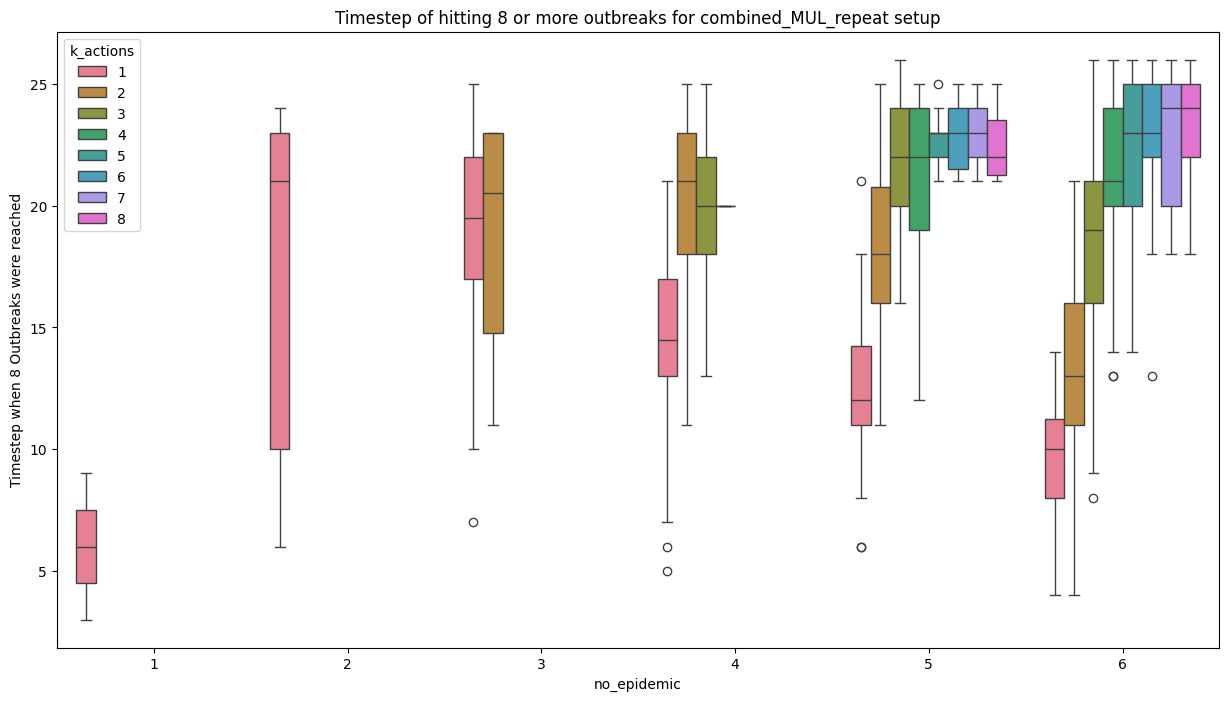 Timestep of hitting 8 or more outbreaks for combined_MUL_repeat setup
k_actions
1
2
3
4
5
6
7
8
Timestep when 8 Outbreaks were reached
25
20
15
10
5
1 2 3 4 5 6
no_epidemic